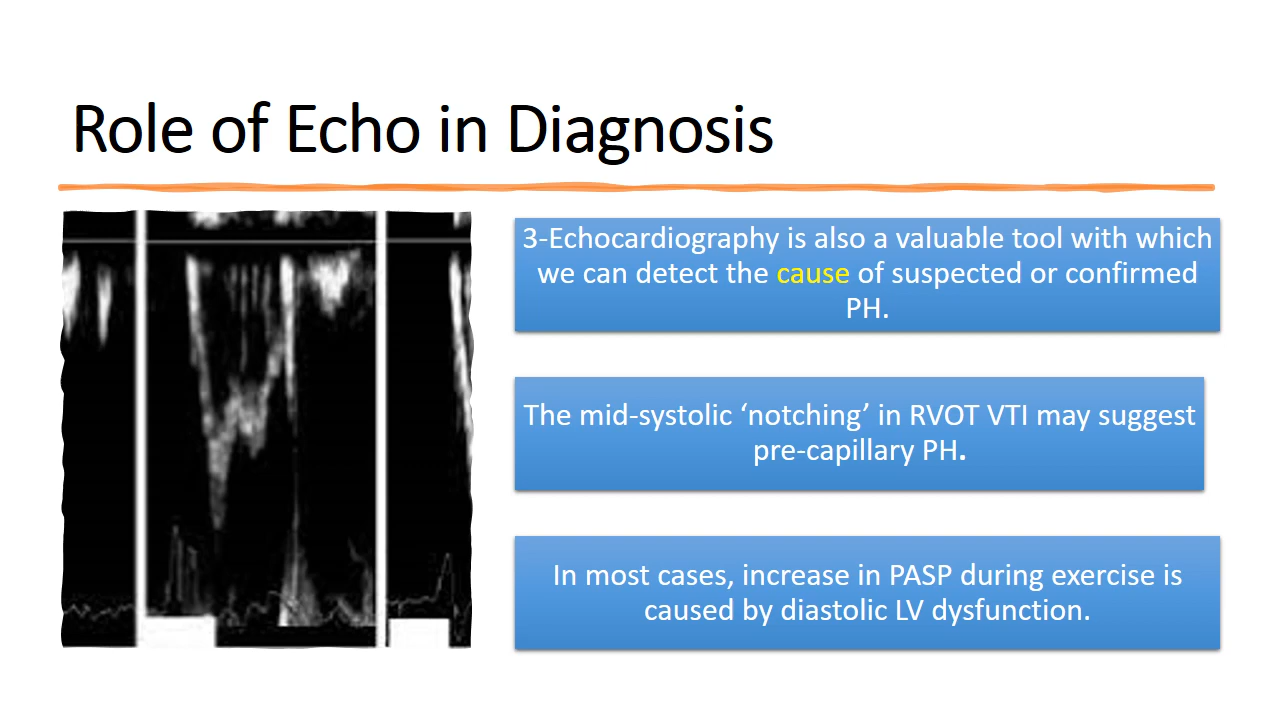 Role of Echo in Diagnosis
3-Echocardiography is also a valuable tool with which
we can detect the cause of suspected or confirmed
PH.
The mid-systolic ‘notching’ in RVOT VTI may suggest
pre-capillary PH.
In most cases, increase in PASP during exercise is
caused by diastolic LV dysfunction.